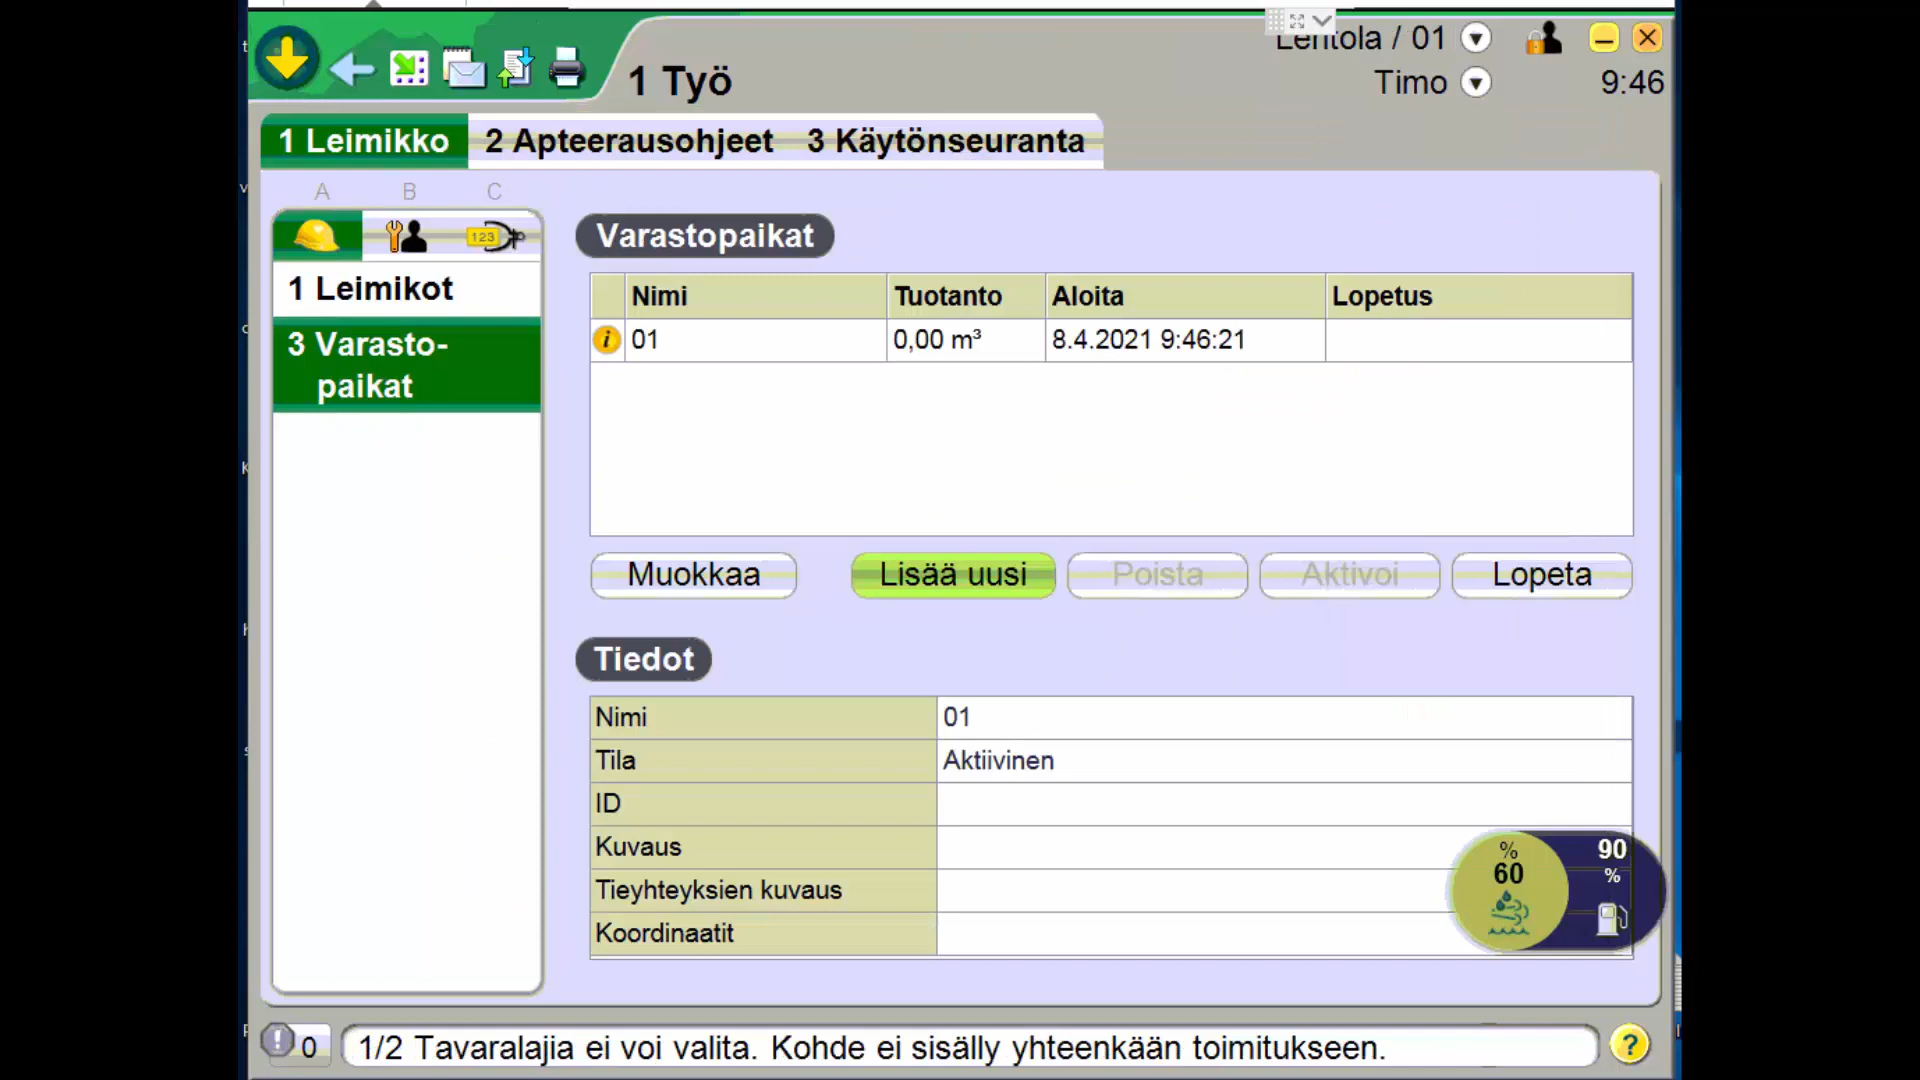 Lehtola / 01
1 Työ
Timo
9:46
1 Leimikko
2 Apteerausohjeet
3 Käytönseuranta
A B C
123
1 Leimikot
3 Varasto-
paikat
Varastopaikat
Nimi Tuotanto Aloita Lopetus
01 0,00 m³ 8.4.2021 9:46:21
Muokkaa Lisää uusi Poista Aktivoi Lopeta
Tiedot
Nimi 01
Tila Aktiivinen
ID
Kuvaus
Tieyhteyksien kuvaus
Koordinaatit
%
60
90
%
0
1/2 Tavaralajia ei voi valita. Kohde ei sisälly yhteenkään toimitukseen.
?